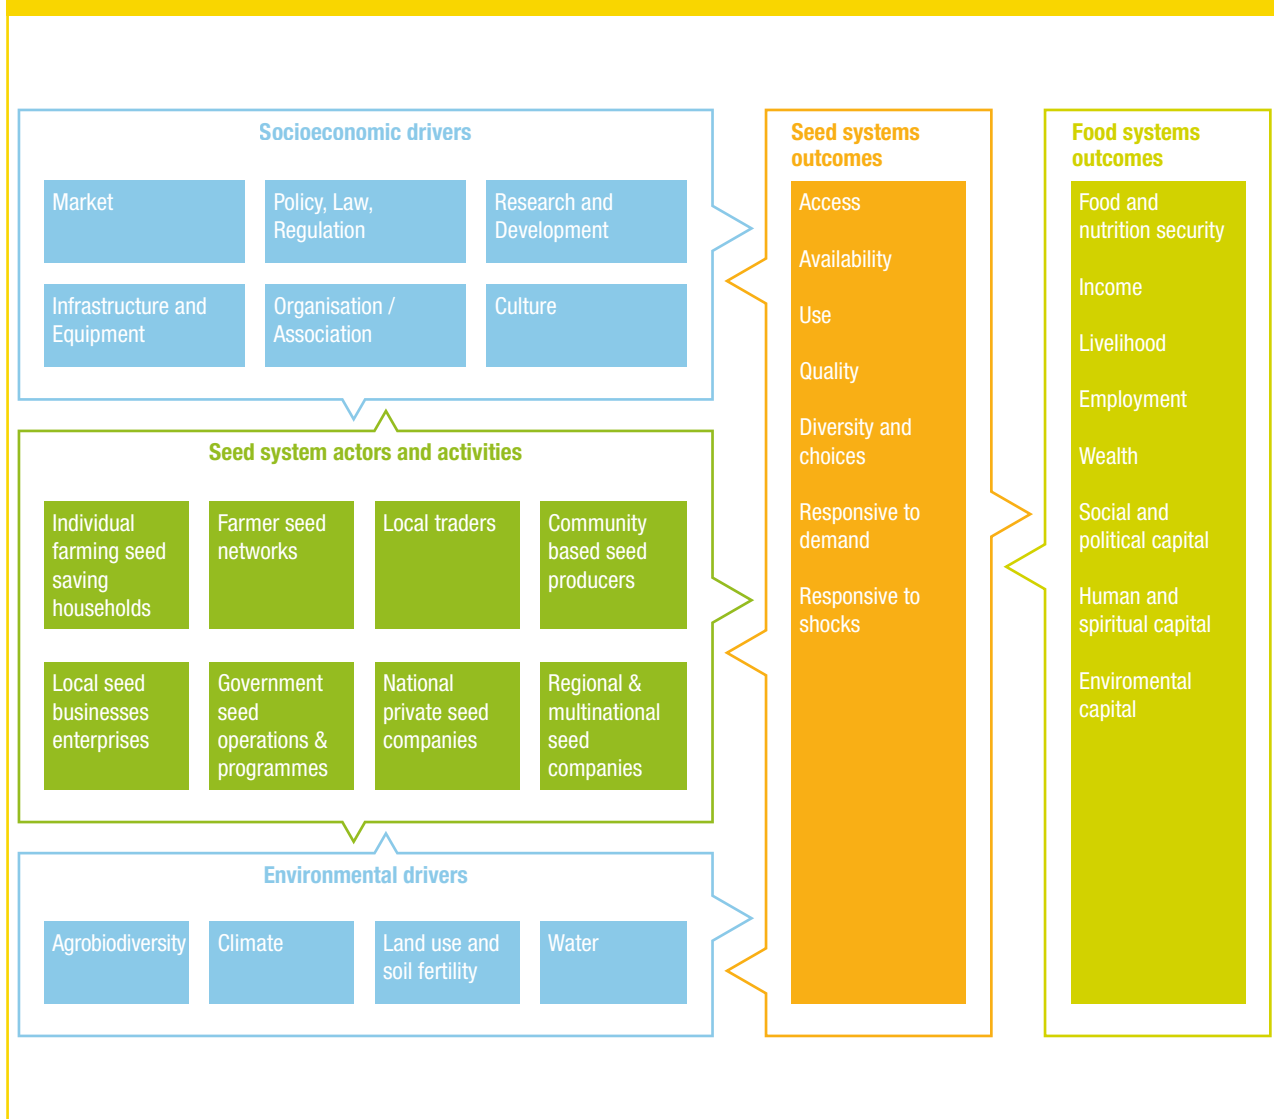 Socioeconomic drivers
Market
Policy, Law,
Regulation
Research and
Development
Infrastructure and
Equipment
Organisation /
Association
Culture
Seed system actors and activities
Individual
farming seed
saving
households
Farmer seed
networks
Local traders
Community
based seed
producers
Local seed
businesses
enterprises
Government
seed
operations &
programmes
National
private seed
companies
Regional &
multinational
seed
companies
Environmental drivers
Agrobiodiversity
Climate
Land use and
soil fertility
Water
Seed systems
outcomes
Access
Availability
Use
Quality
Diversity and
choices
Responsive to
demand
Responsive to
shocks
Food systems
outcomes
Food and
nutrition security
Income
Livelihood
Employment
Wealth
Social and
political capital
Human and
spiritual capital
Enviromental
capital